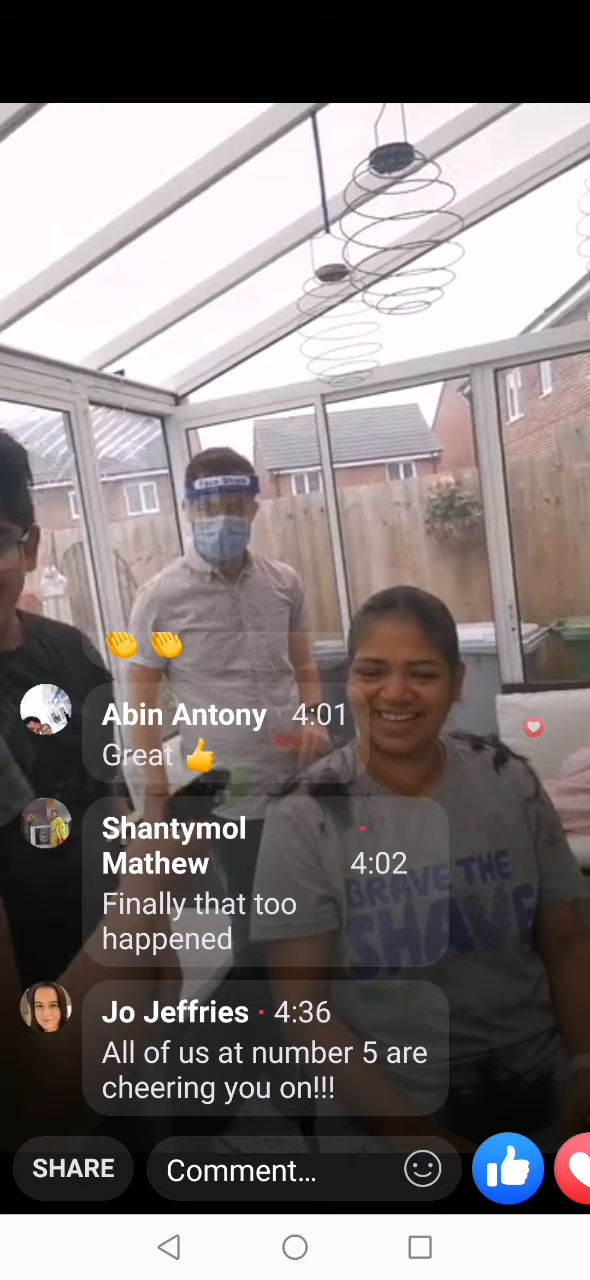 Face Shield
👏 👏
Abin Antony · 4:01
Great 👍
Shantymol
Mathew · 4:02
Finally that too
happened
BRAVE THE
SHAVE
Jo Jeffries · 4:36
All of us at number 5 are
cheering you on!!!
SHARE
Comment...